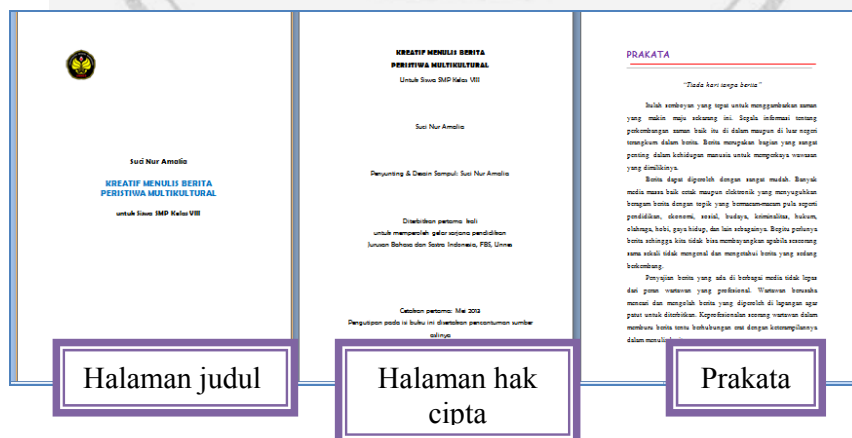 Suci Nur Amalia
KREATIF MENULIS BERITA
PERISTIWA MULTIKULTURAL
untuk Siswa SMP Kelas VIII
Halaman judul
KREATIF MENULIS BERITA
PERISTIWA MULTIKULTURAL
Untuk Siswa SMP Kelas VIII
Suci Nur Amalia
Penyunting & Desain Sampul: Suci Nur Amalia
Diterbitkan pertama kali
untuk memperoleh gelar sarjana pendidikan
Jurusan Bahasa dan Sastra Indonesia, FBS, Unnes
Cetakan pertama: Mei 2013
Pengutipan pada isi buku ini disertakan pencantuman sumber
aslinya
Halaman hak
cipta
PRAKATA
"Tiada hari tanpa berita"
Itulah semboyan yang tepat untuk menggambarkan zaman
yang makin maju sekarang ini. Segala informasi tentang
perkembangan zaman baik itu di dalam maupun di luar negeri
terangkum dalam berita. Berita merupakan bagian yang sangat
penting dalam kehidupan manusia untuk memperkaya wawasan
yang dimilikinya.
Berita dapat diperoleh dengan sangat mudah. Banyak
media massa baik cetak maupun elektronik yang menyuguhkan
beragam berita dengan topik yang bermacam-macam pula seperti
pendidikan, ekonomi, sosial, budaya, kriminalitas, hukum,
olahraga, hobi, gaya hidup, dan lain sebagainya. Begitu perlunya
berita sehingga kita tidak bisa membayangkan apabila seseorang
sama sekali tidak mengenal dan mengetahui berita yang sedang
berkembang.
Penyajian berita yang ada di berbagai media tidak lepas
dari peran wartawan yang profesional. Wartawan berusaha
mencari dan mengolah berita yang diperoleh di lapangan agar
patut untuk diterbitkan. Keprofesionalan seorang wartawan dalam
memburu berita tentu berhubungan erat dengan keterampilannya
dalam menulis
Prakata